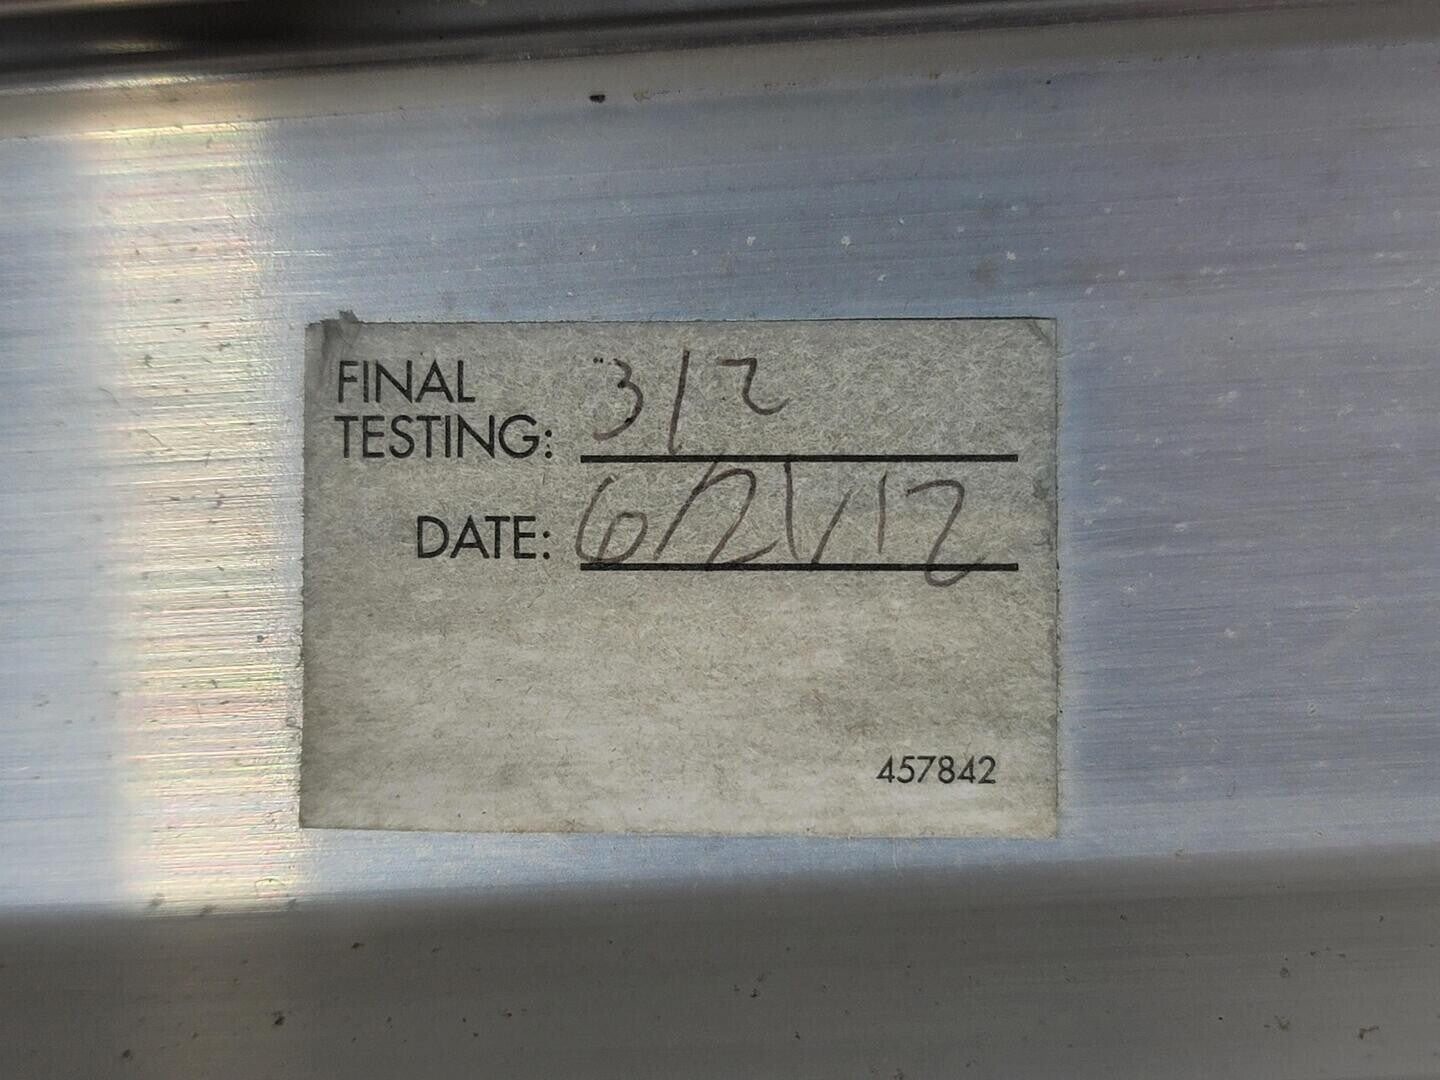 FINAL
TESTING: 312
DATE: 6/21/12
457842